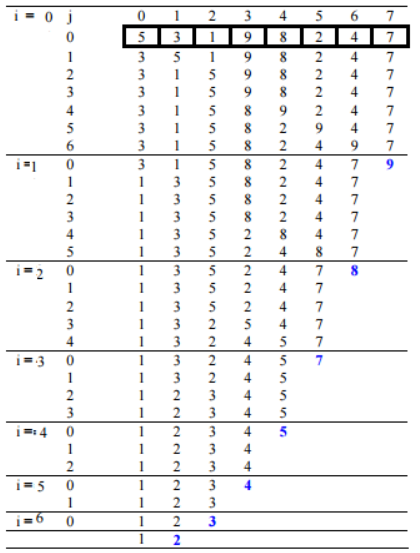 i = 0 j 0 1 2 3 4 5 6 7
0 5 3 1 9 8 2 4 7
1 3 5 1 9 8 2 4 7
2 3 1 5 9 8 2 4 7
3 3 1 5 9 8 2 4 7
4 3 1 5 8 9 2 4 7
5 3 1 5 8 2 9 4 7
6 3 1 5 8 2 4 9 7
i =1 0 3 1 5 8 2 4 7 9
1 1 3 5 8 2 4 7
2 1 3 5 8 2 4 7
3 1 3 5 8 2 4 7
4 1 3 5 2 8 4 7
5 1 3 5 2 4 8 7
i = 2 0 1 3 5 2 4 7 8
1 1 3 5 2 4 7
2 1 3 5 2 4 7
3 1 3 2 5 4 7
4 1 3 2 4 5 7
i = 3 0 1 3 2 4 5 7
1 1 3 2 4 5
2 1 2 3 4 5
3 1 2 3 4 5
i = 4 0 1 2 3 4 5
1 1 2 3 4
2 1 2 3 4
i = 5 0 1 2 3 4
1 1 2 3
i = 6 0 1 2 3
1 2